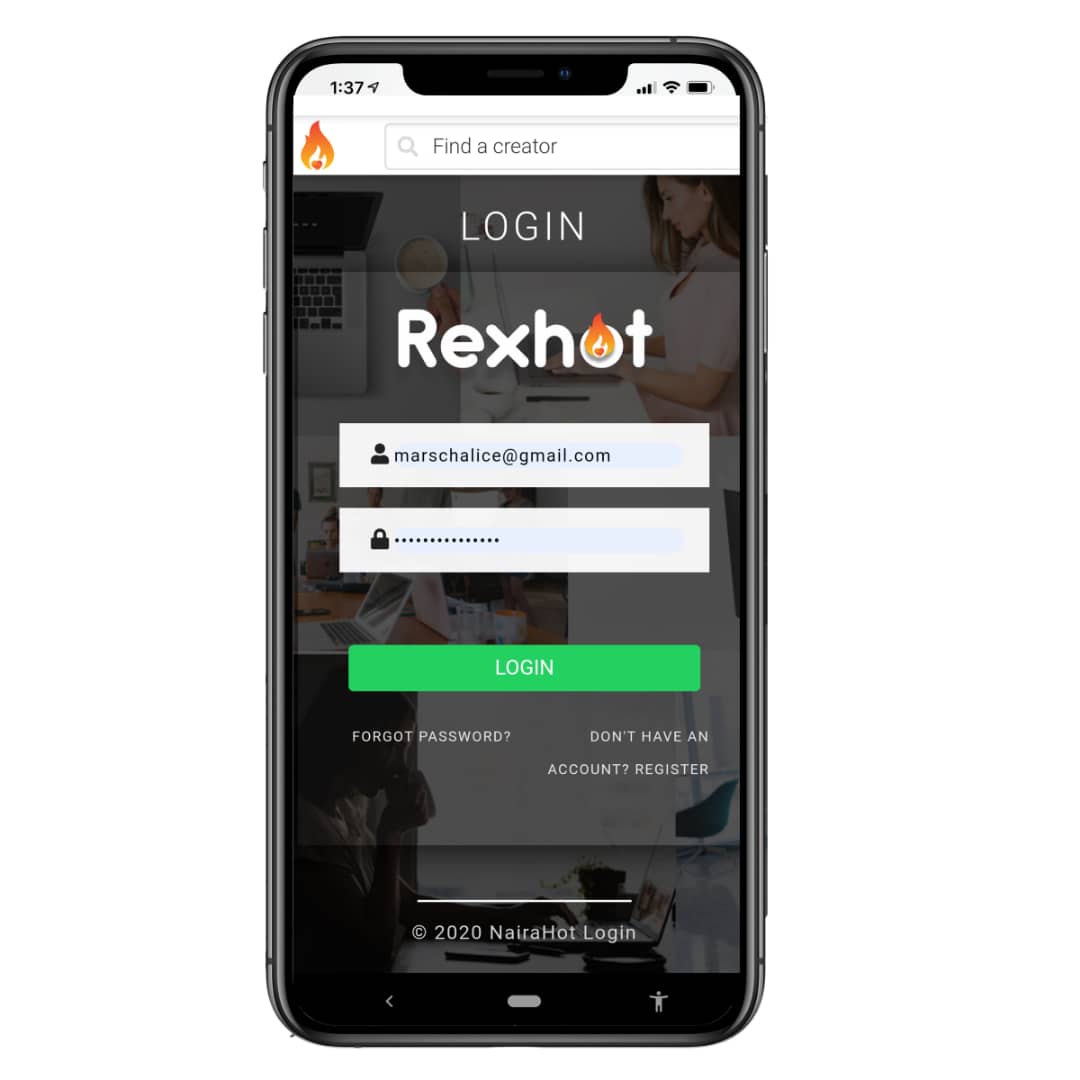 1:37
Find a creator
LOGIN
Rexhot
marschalice@gmail.com
•••••••••••••••
LOGIN
FORGOT PASSWORD?
DON'T HAVE AN
ACCOUNT? REGISTER
© 2020 NairaHot Login